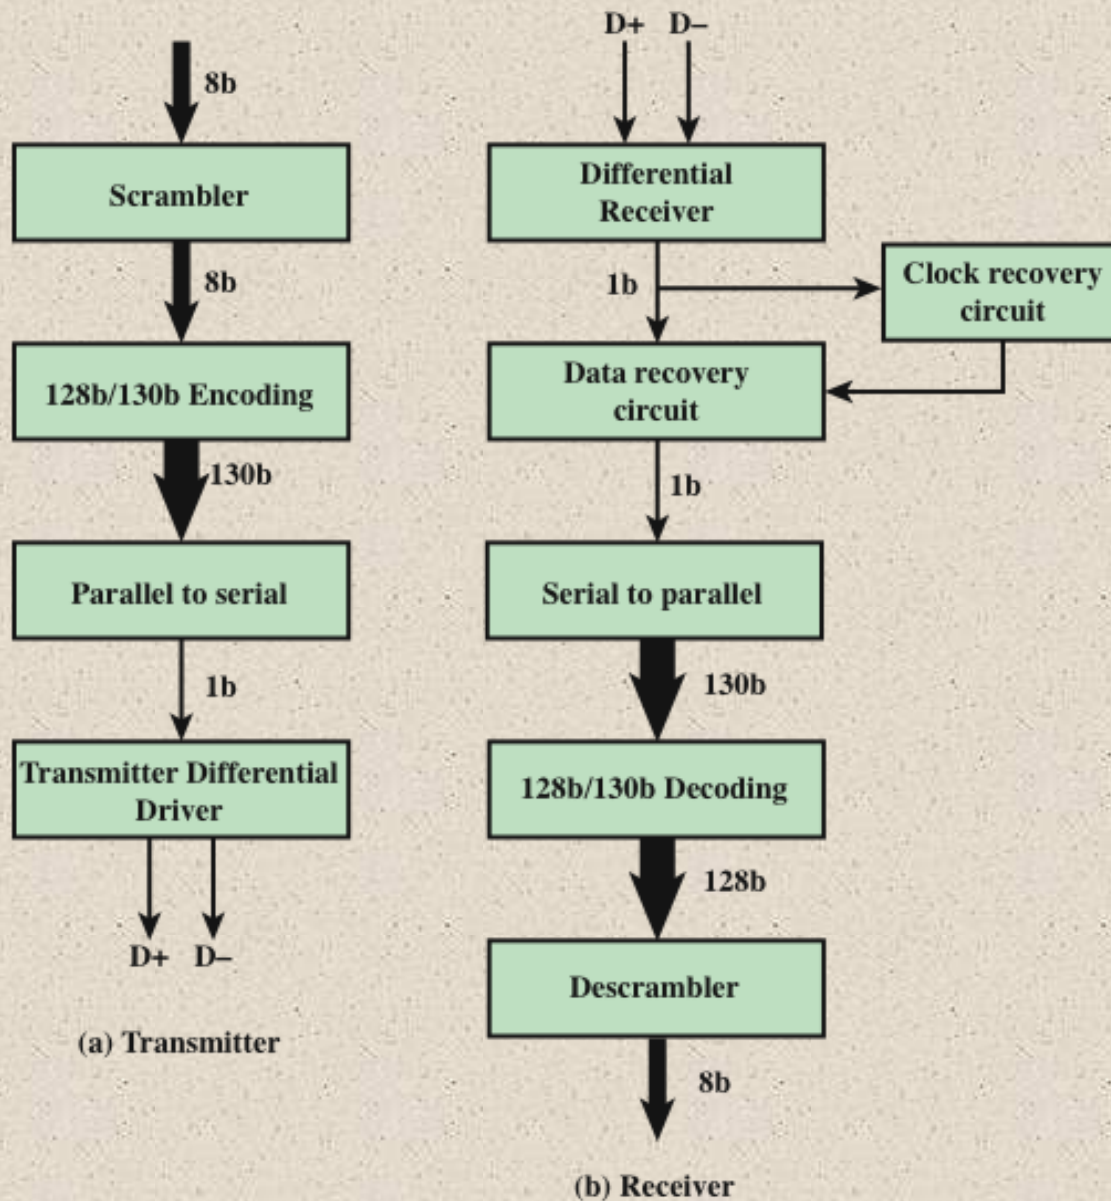 8b
Scrambler
8b
128b/130b Encoding
130b
Parallel to serial
1b
Transmitter Differential
Driver
D+ D–
(a) Transmitter
D+ D–
Differential
Receiver
1b
Clock recovery
circuit
Data recovery
circuit
1b
Serial to parallel
130b
128b/130b Decoding
128b
Descrambler
8b
(b) Receiver